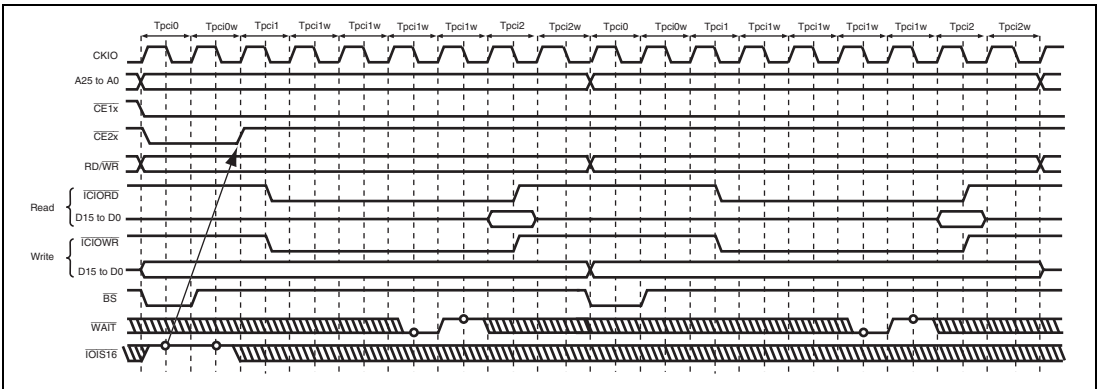 Tpci0 Tpci0w Tpci1 Tpci1w Tpci1w Tpci1w Tpci1w Tpci2 Tpci2w Tpci0 Tpci0w Tpci1 Tpci1w Tpci1w Tpci1w Tpci1w Tpci2 Tpci2w
CKIO
A25 to A0
CE1x
CE2x
RD/WR
Read
ICIORD
D15 to D0
Write
ICIOWR
D15 to D0
BS
WAIT
IOIS16